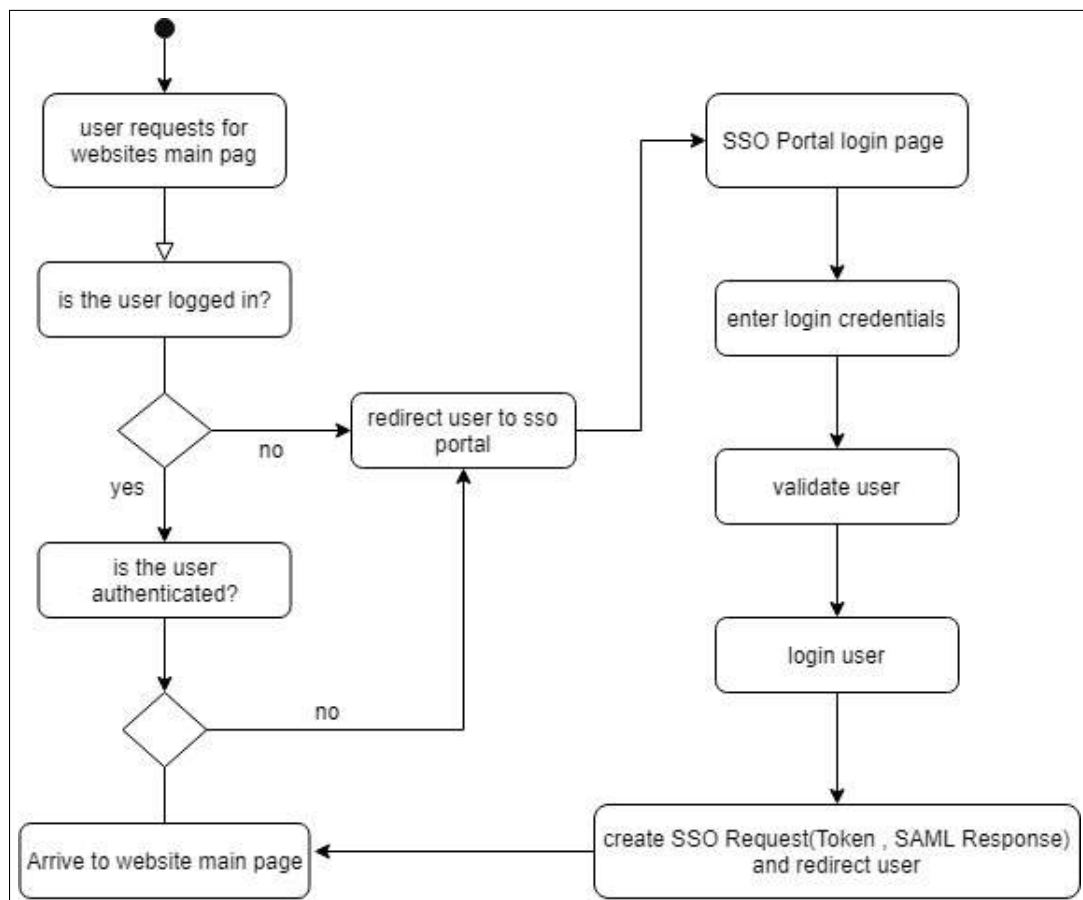 user requests for
websites main pag
is the user logged in?
no
yes
is the user
authenticated?
no
Arrive to website main page
redirect user to sso
portal
SSO Portal login page
enter login credentials
validate user
login user
create SSO Request(Token , SAML Response)
and redirect user